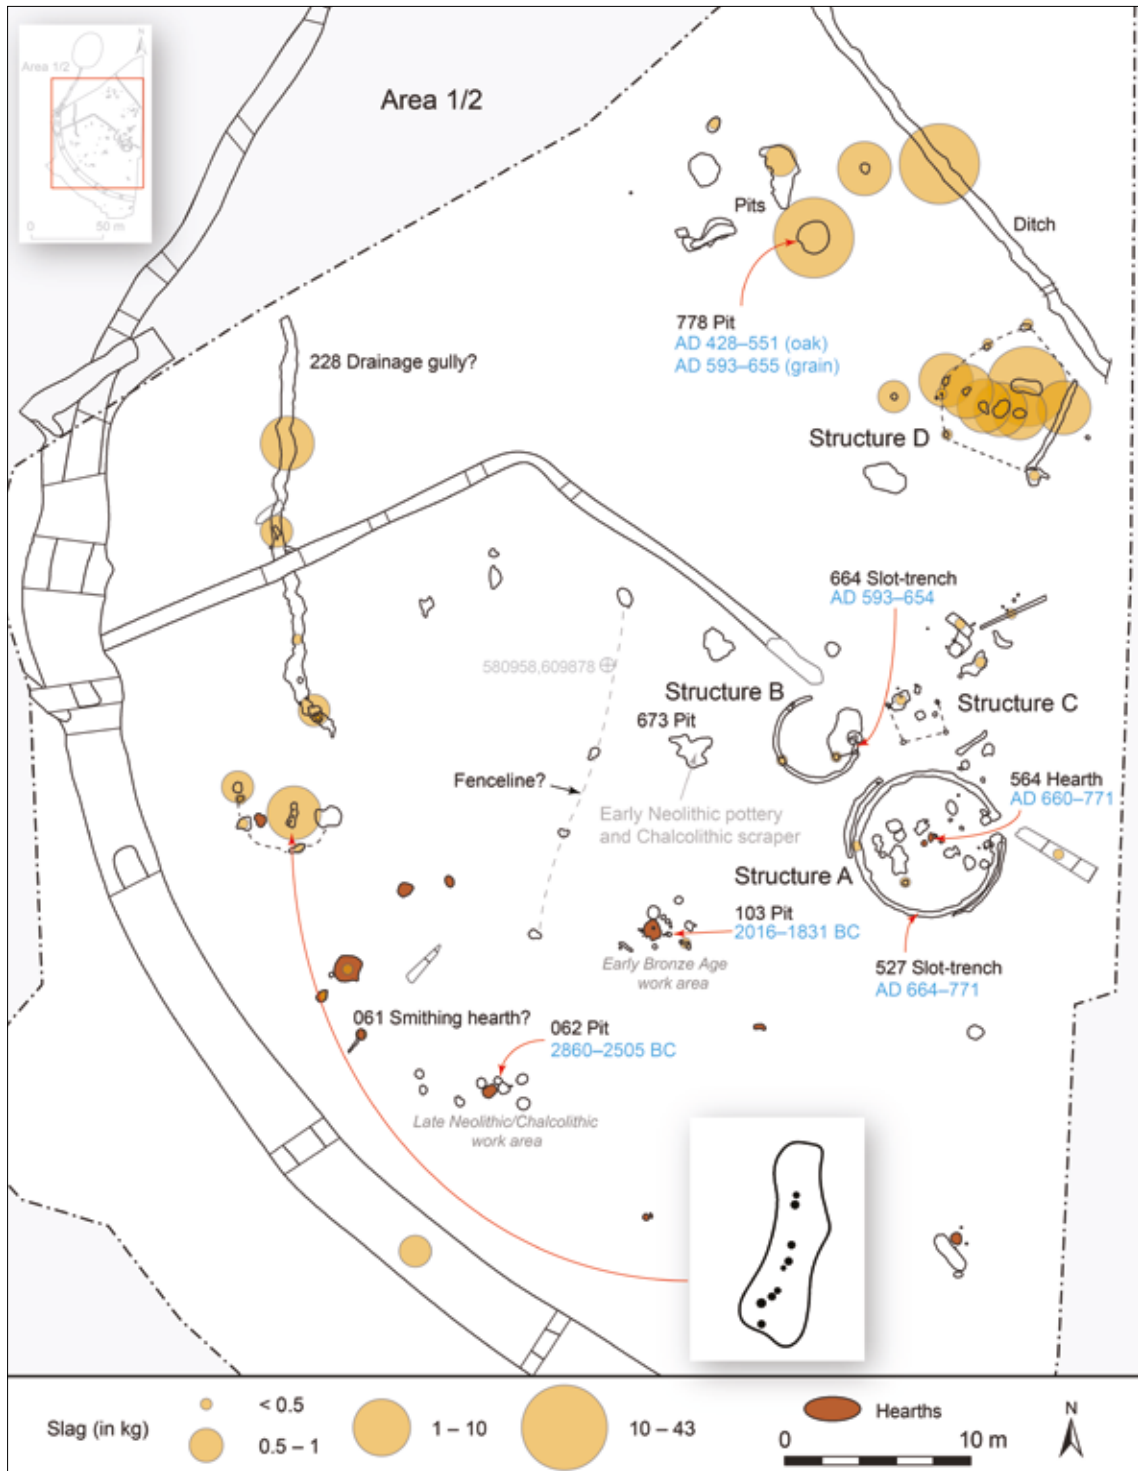 N
Area 1/2
0 50 m
Area 1/2
Pits
Ditch
778 Pit
AD 428–551 (oak)
AD 593–655 (grain)
228 Drainage gully?
Structure D
664 Slot-trench
AD 593–654
580958,609878
Structure B
673 Pit
Structure C
Fenceline?
Early Neolithic pottery
and Chalcolithic scraper
564 Hearth
AD 660–771
Structure A
103 Pit
2016–1831 BC
Early Bronze Age
work area
527 Slot-trench
AD 664–771
061 Smithing hearth?
062 Pit
2860–2505 BC
Late Neolithic/Chalcolithic
work area
Slag (in kg)
< 0.5
0.5 – 1
1 – 10
10 – 43
Hearths
0 10 m
N